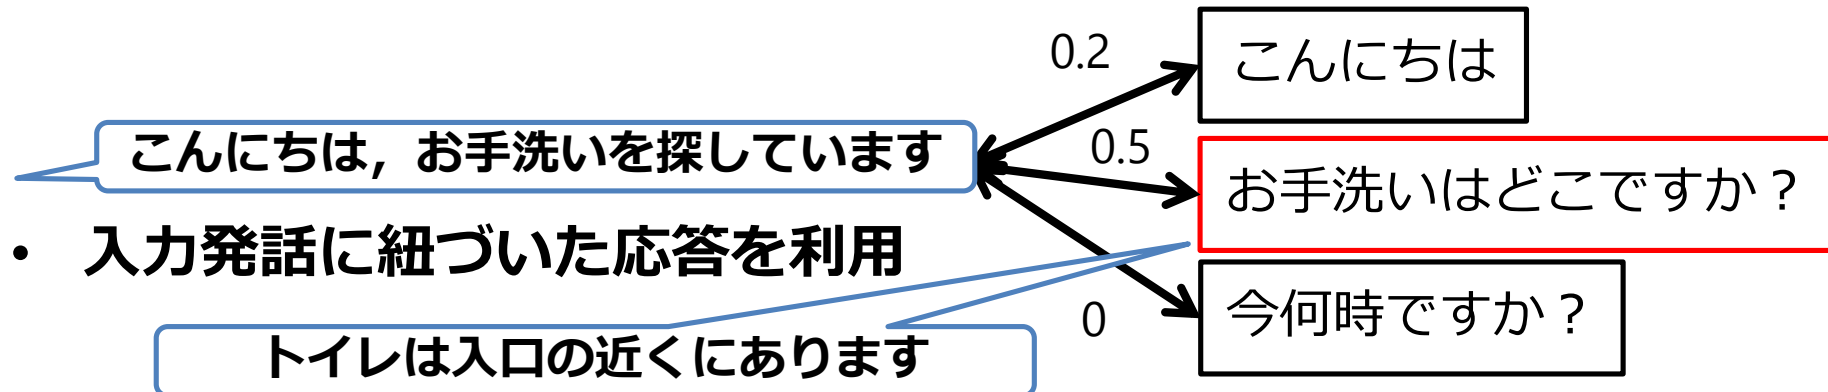 0.2
こんにちは
こんにちは，お手洗いを探しています
0.5
お手洗いはどこですか？
• 入力発話に紐づいた応答を利用
0
今何時ですか？
トイレは入口の近くにあります